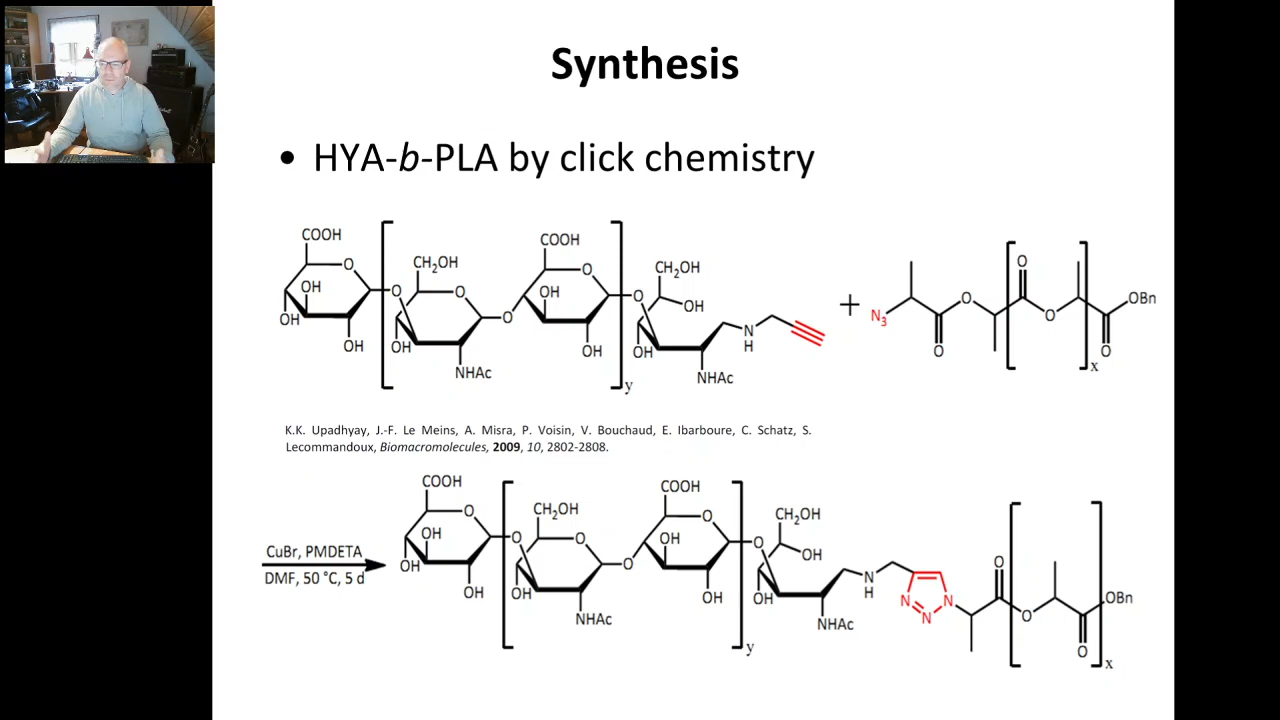 Synthesis
• HYA-b-PLA by click chemistry
COOH
O
OH
OH
OH
O
CH₂OH
O
OH
NHAc
O
COOH
O
OH
OH
y
O
CH₂OH
OH
OH
NHAc
N
H
+
N₃
O
O
O
O
x
O
OBn
K.K. Upadhyay, J.-F. Le Meins, A. Misra, P. Voisin, V. Bouchaud, E. Ibarboure, C. Schatz, S.
Lecommandoux, Biomacromolecules, 2009, 10, 2802-2808.
CuBr, PMDETA
DMF, 50 °C, 5 d
COOH
O
OH
OH
OH
O
CH₂OH
O
OH
NHAc
O
COOH
O
OH
OH
y
O
CH₂OH
OH
OH
NHAc
N
H
N
N
N
O
O
O
x
OBn